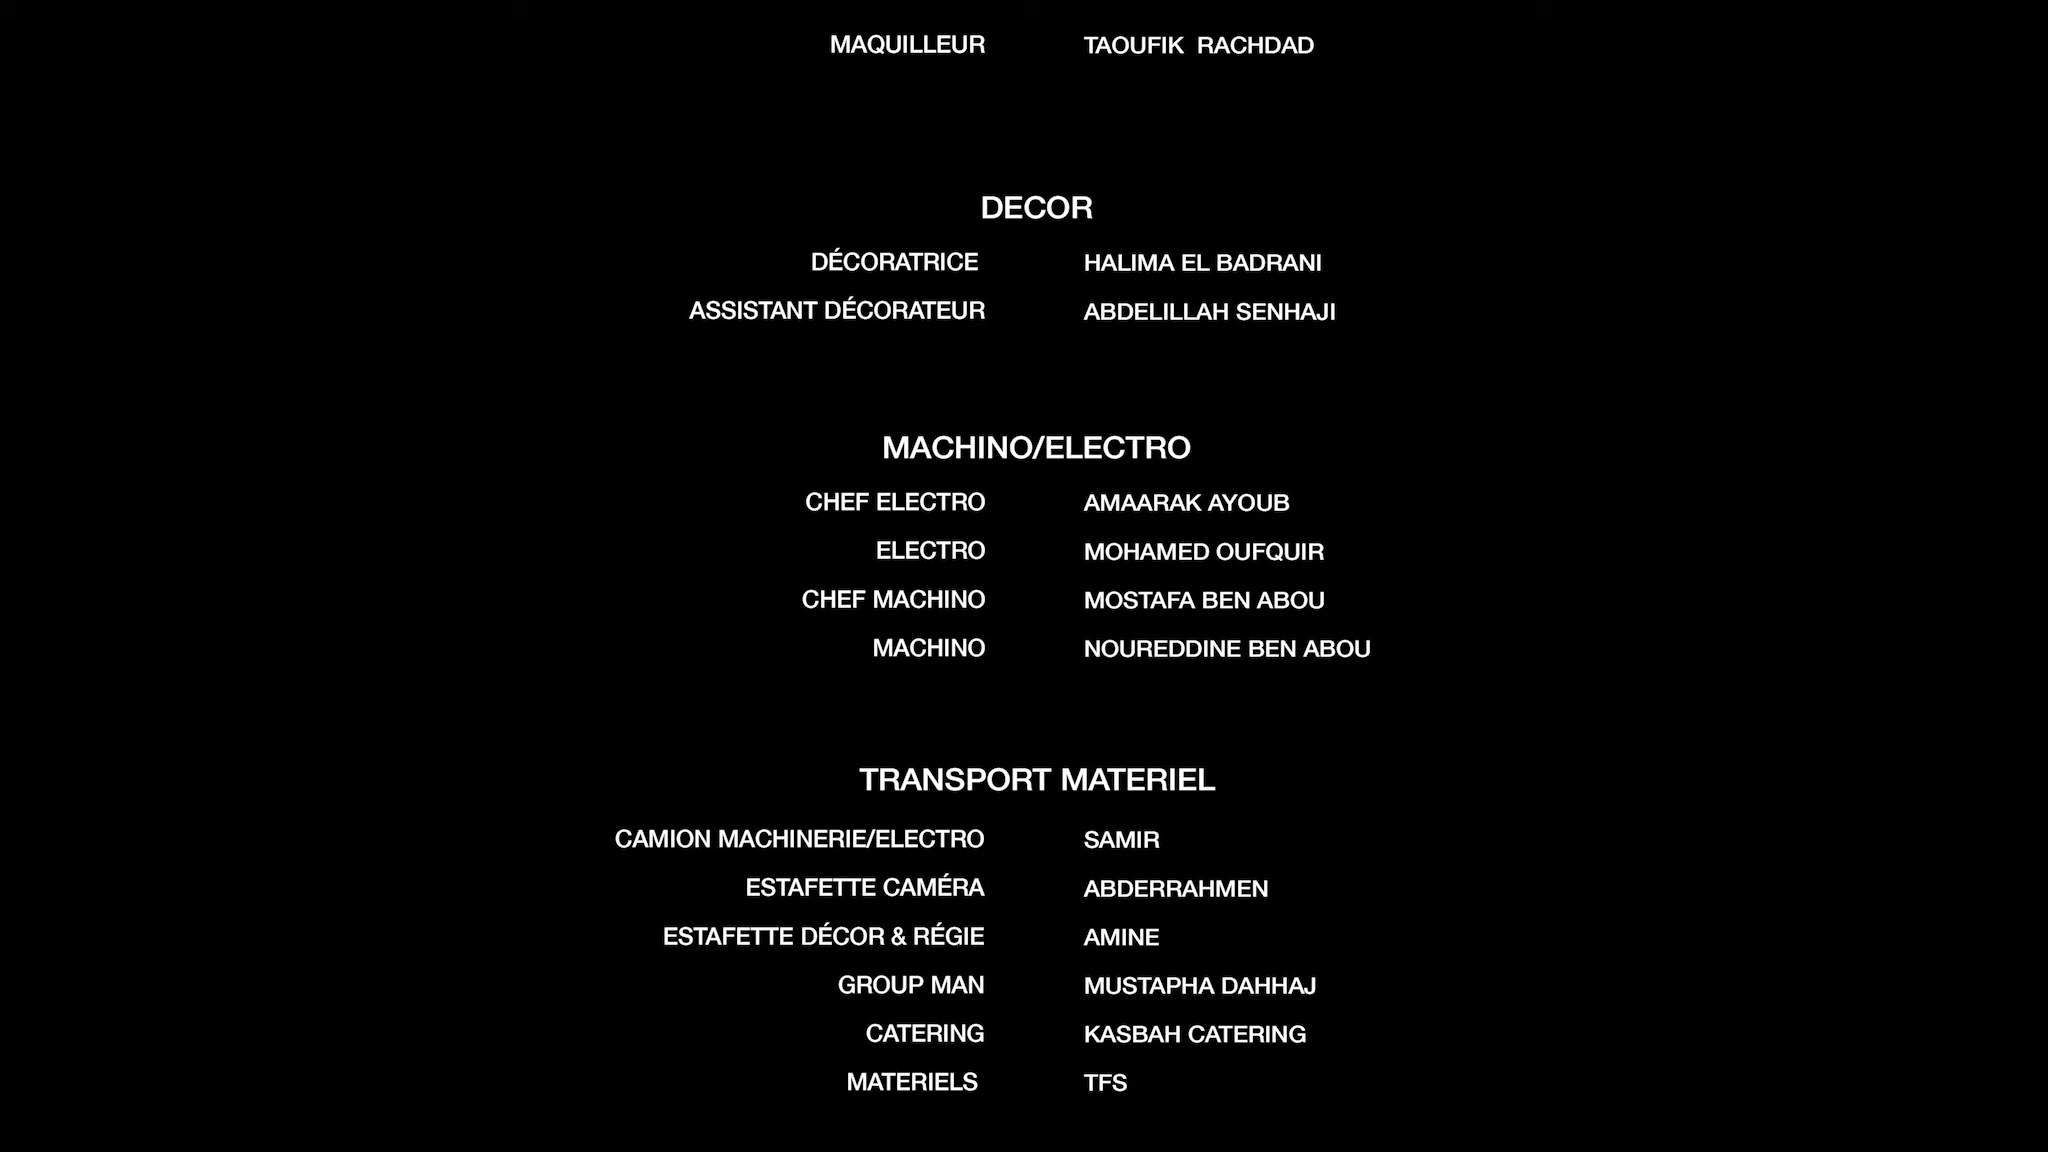 MAQUILLEUR TAOUFIK RACHDAD
DECOR
DÉCORATRICE HALIMA EL BADRANI
ASSISTANT DÉCORATEUR ABDELILLAH SENHAJI
MACHINO/ELECTRO
CHEF ELECTRO AMAARAK AYOUB
ELECTRO MOHAMED OUFQUIR
CHEF MACHINO MOSTAFA BEN ABOU
MACHINO NOUREDDINE BEN ABOU
TRANSPORT MATERIEL
CAMION MACHINERIE/ELECTRO SAMIR
ESTAFETTE CAMÉRA ABDERRAHMEN
ESTAFETTE DÉCOR & RÉGIE AMINE
GROUP MAN MUSTAPHA DAHHAJ
CATERING KASBAH CATERING
MATERIELS TFS